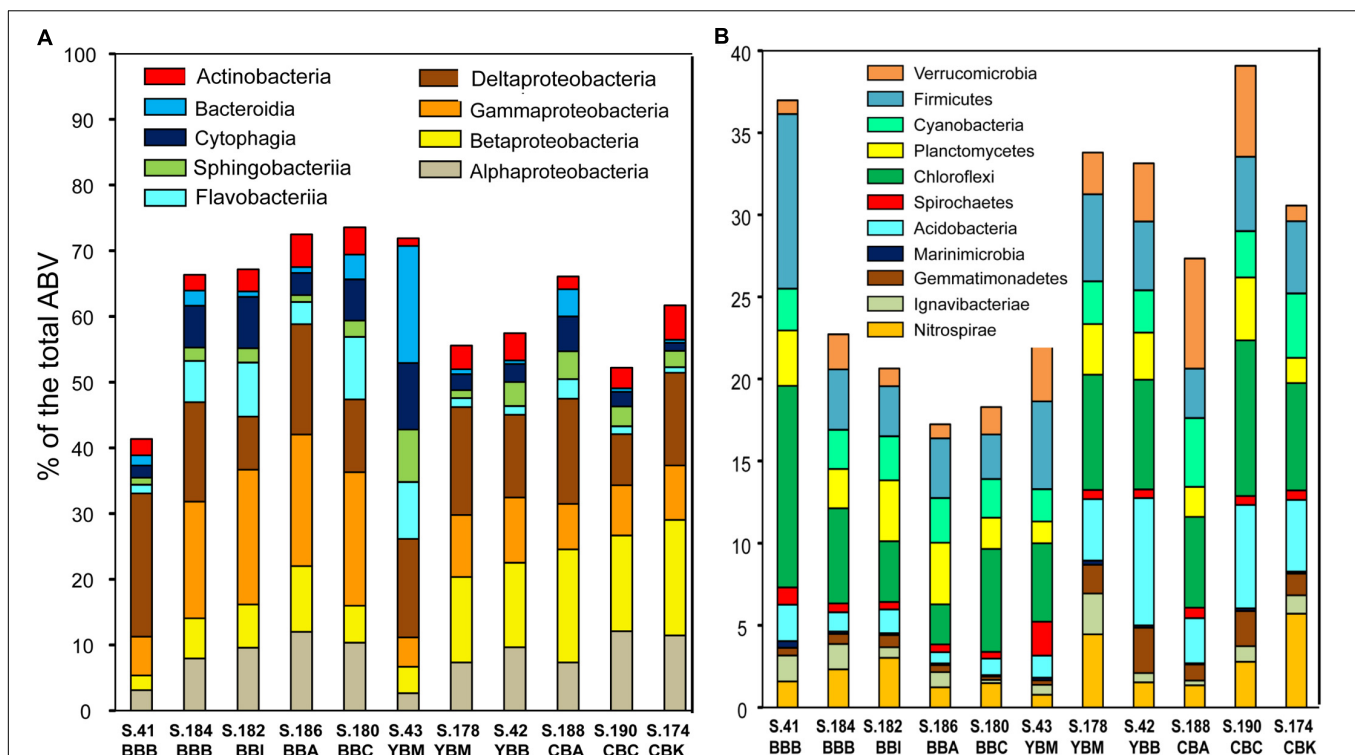 A
% of the total ABV
100
90
80
70
60
50
40
30
20
10
0
Actinobacteria
Bacteroidia
Cytophagia
Sphingobacteriia
Flavobacteriia
Deltaproteobacteria
Gammaproteobacteria
Betaproteobacteria
Alphaproteobacteria
S.41 S.184 S.182 S.186 S.180 S.43 S.178 S.42 S.188 S.190 S.174
BBB BBB BBI BBA BBC YBM YBM YBB CBA CBC CBK
B
40
35
30
25
20
15
10
5
0
Verrucomicrobia
Firmicutes
Cyanobacteria
Planctomycetes
Chloroflexi
Spirochaetes
Acidobacteria
Marinimicrobia
Gemmatimonadetes
Ignavibacteriae
Nitrospirae
S.41 S.184 S.182 S.186 S.180 S.43 S.178 S.42 S.188 S.190 S.174
BBB BBB BBI BBA BBC YBM YBM YBB CBA CBC CBK